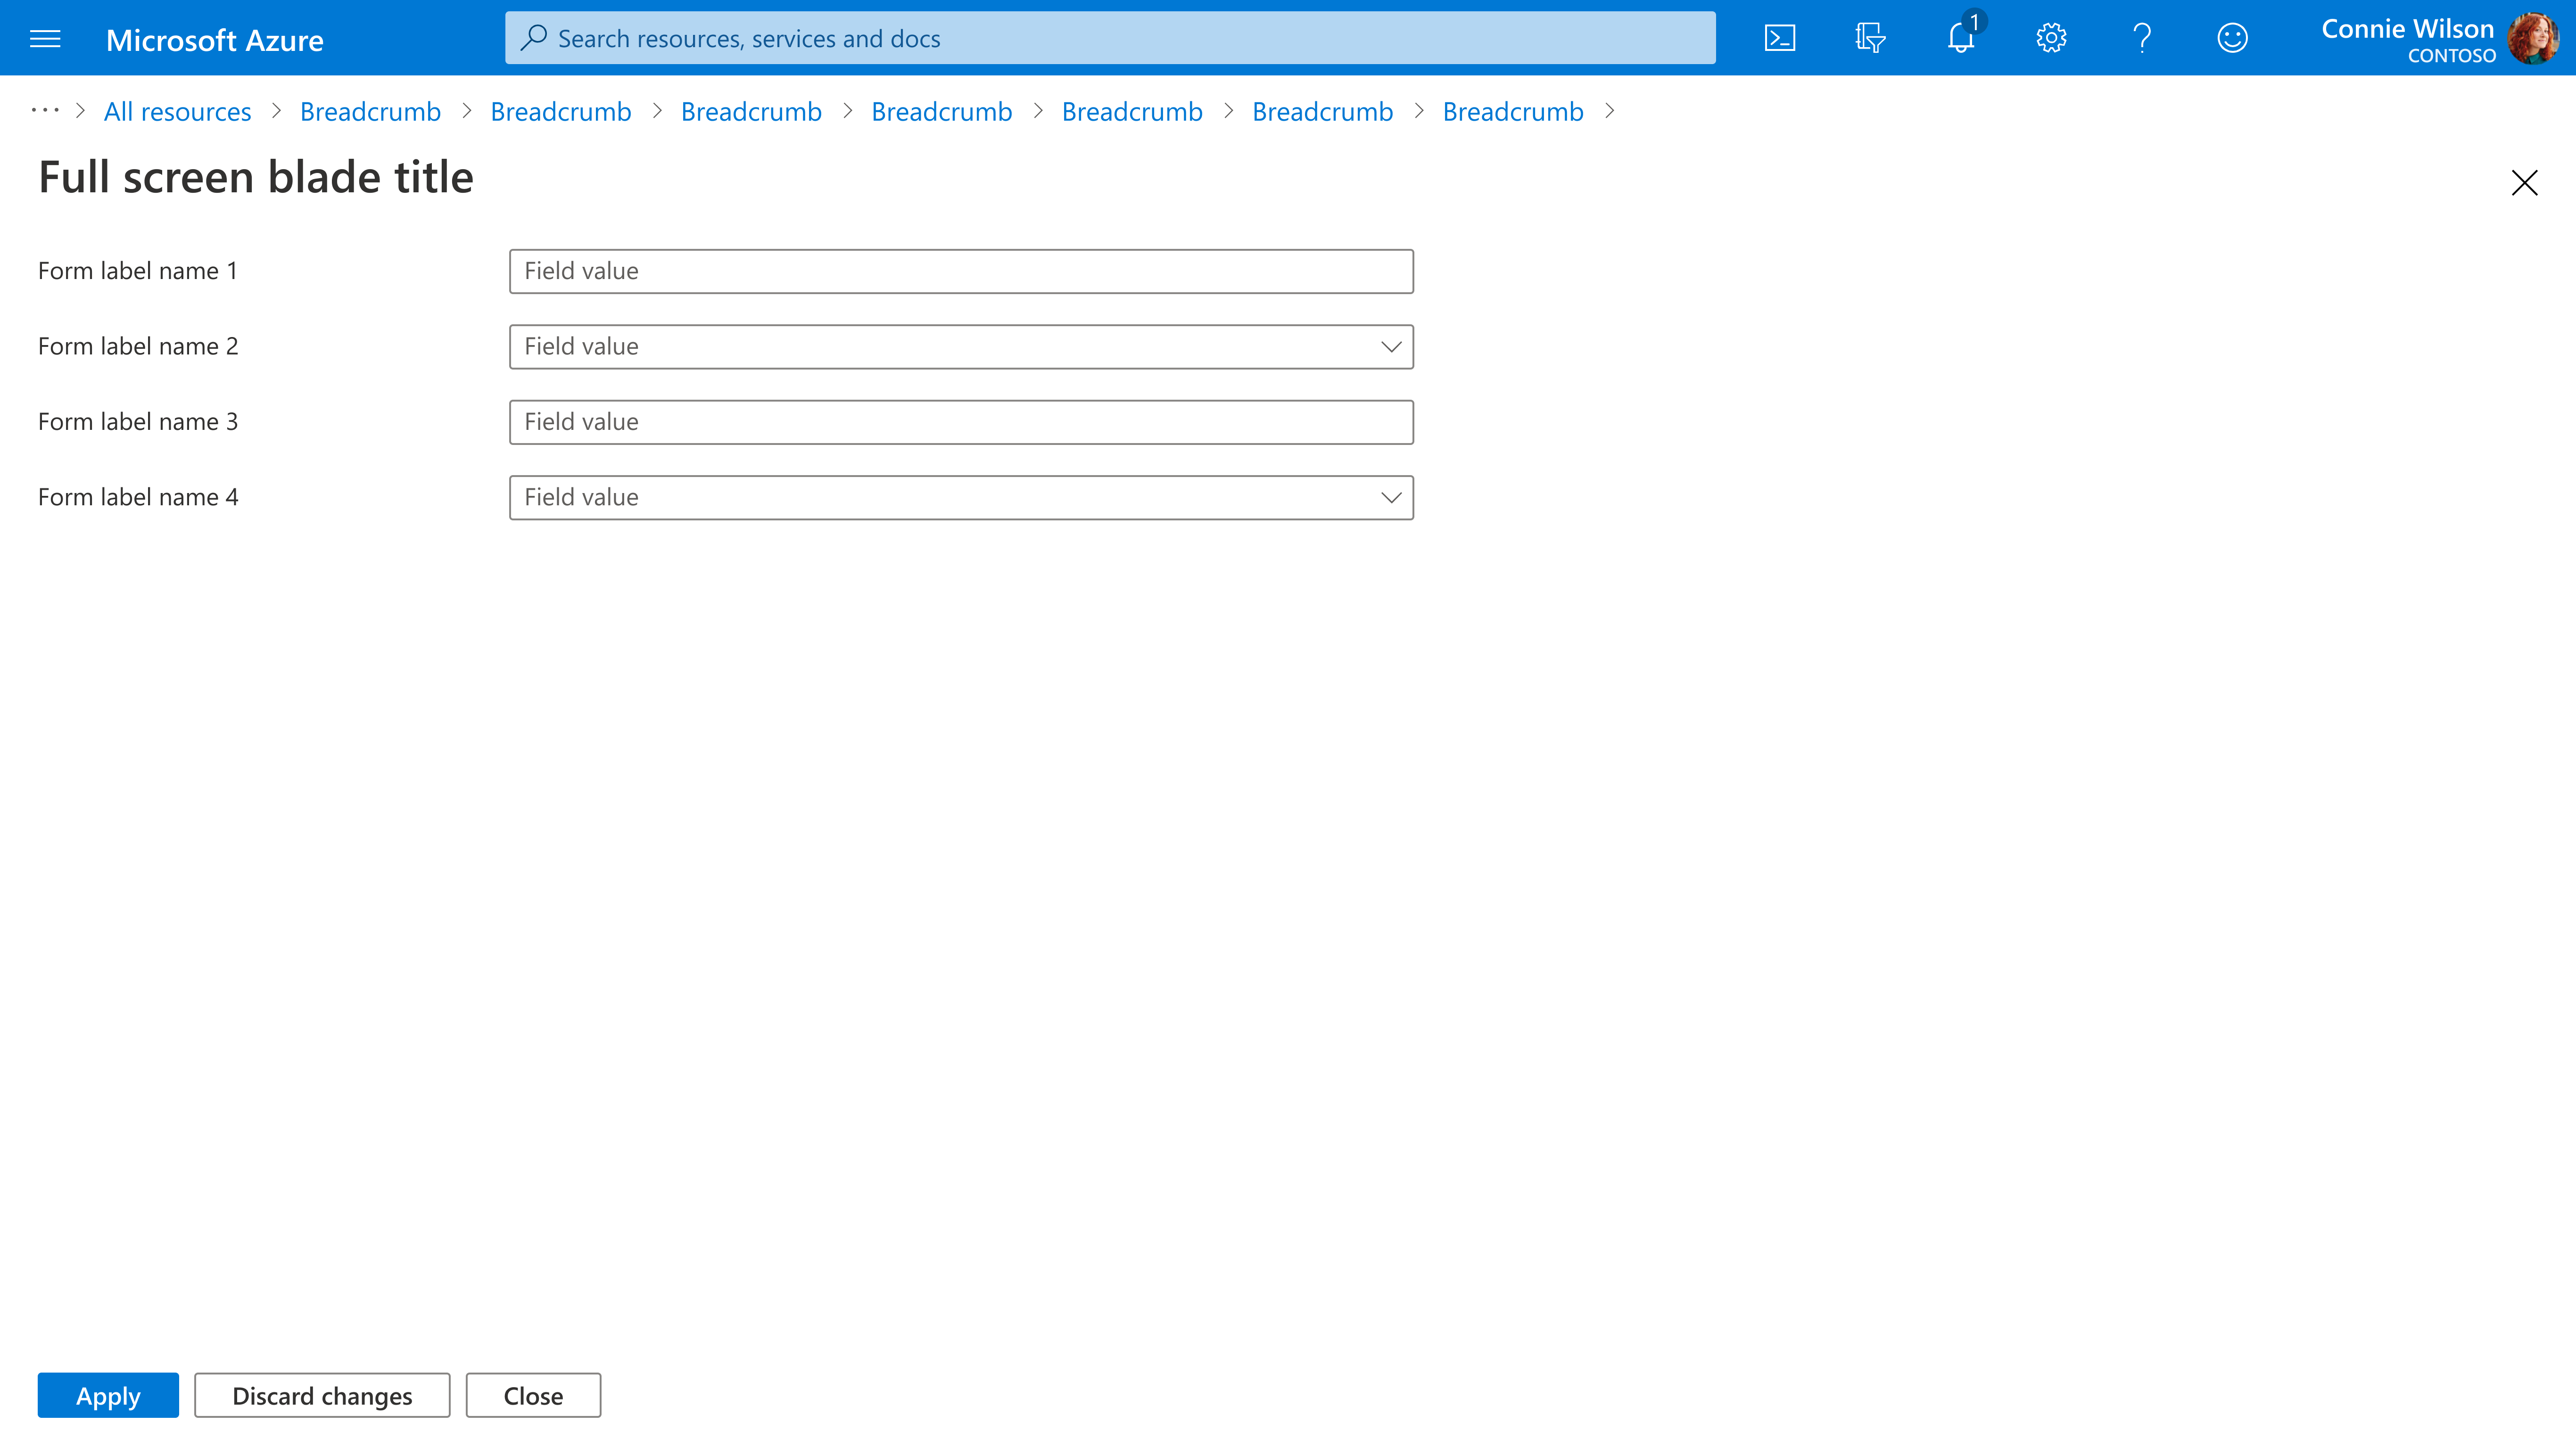 Microsoft Azure
Search resources, services and docs
1
Connie Wilson
CONTOSO
··· > All resources > Breadcrumb > Breadcrumb > Breadcrumb > Breadcrumb > Breadcrumb > Breadcrumb > Breadcrumb >
Full screen blade title
Form label name 1 Field value
Form label name 2 Field value
Form label name 3 Field value
Form label name 4 Field value
Apply Discard changes Close